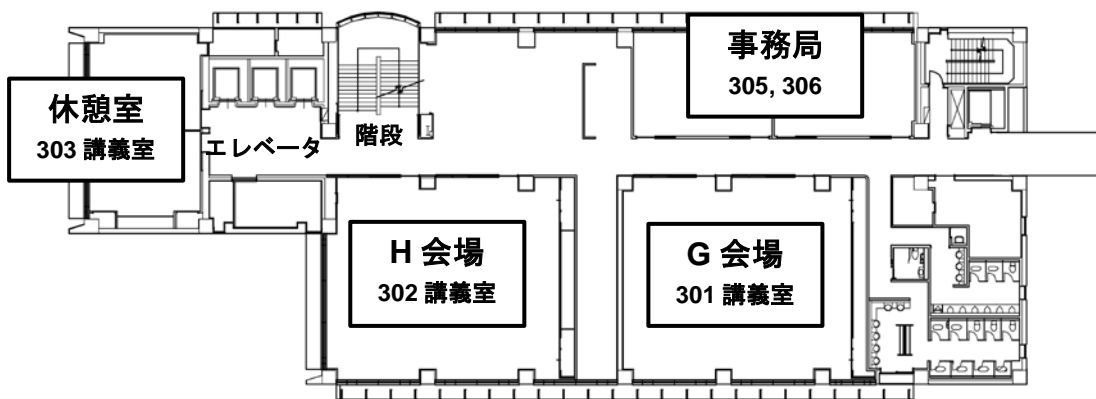 事務局
305, 306
休憩室
303 講義室
エレベータ
階段
H 会場
302 講義室
G 会場
301 講義室